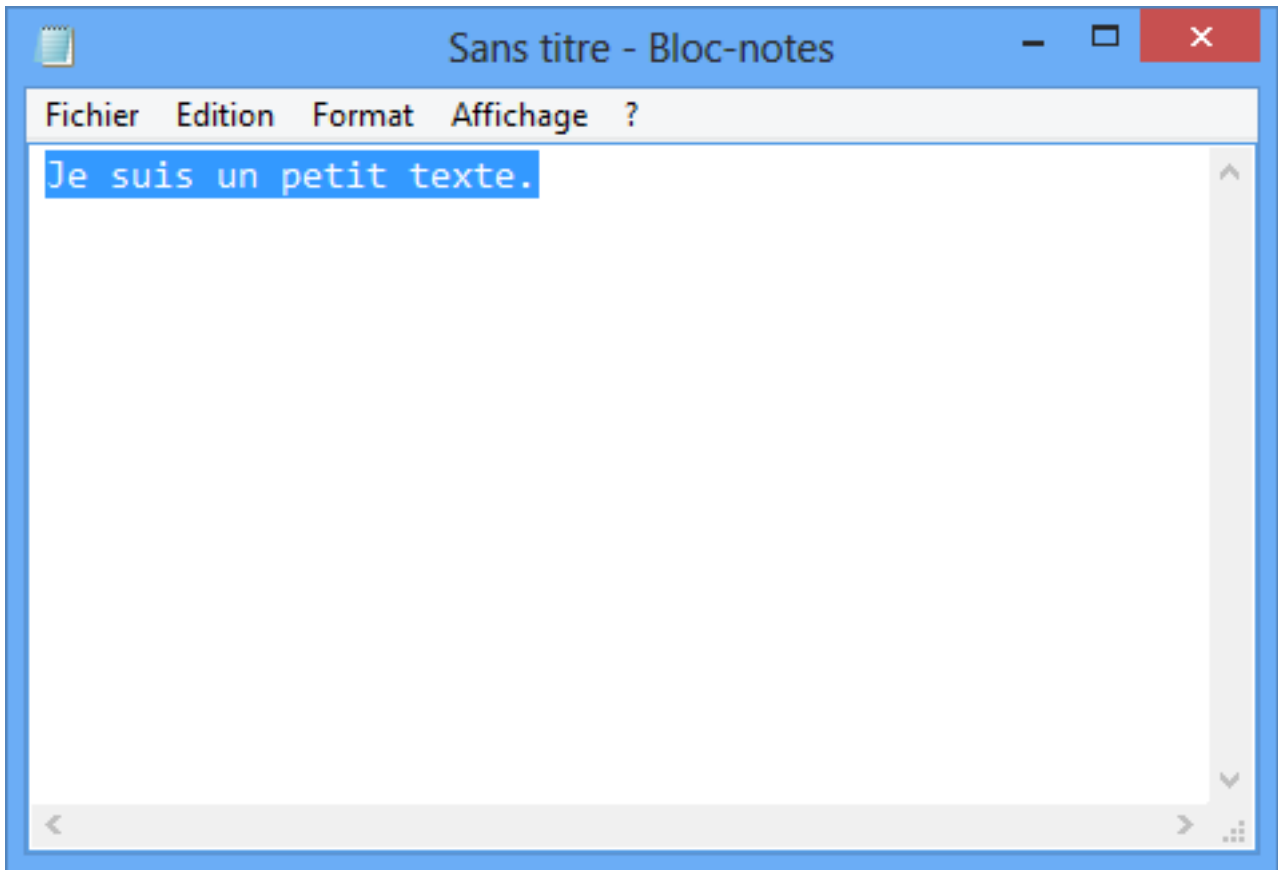 Sans titre - Bloc-notes
Fichier Edition Format Affichage ?
Je suis un petit texte.